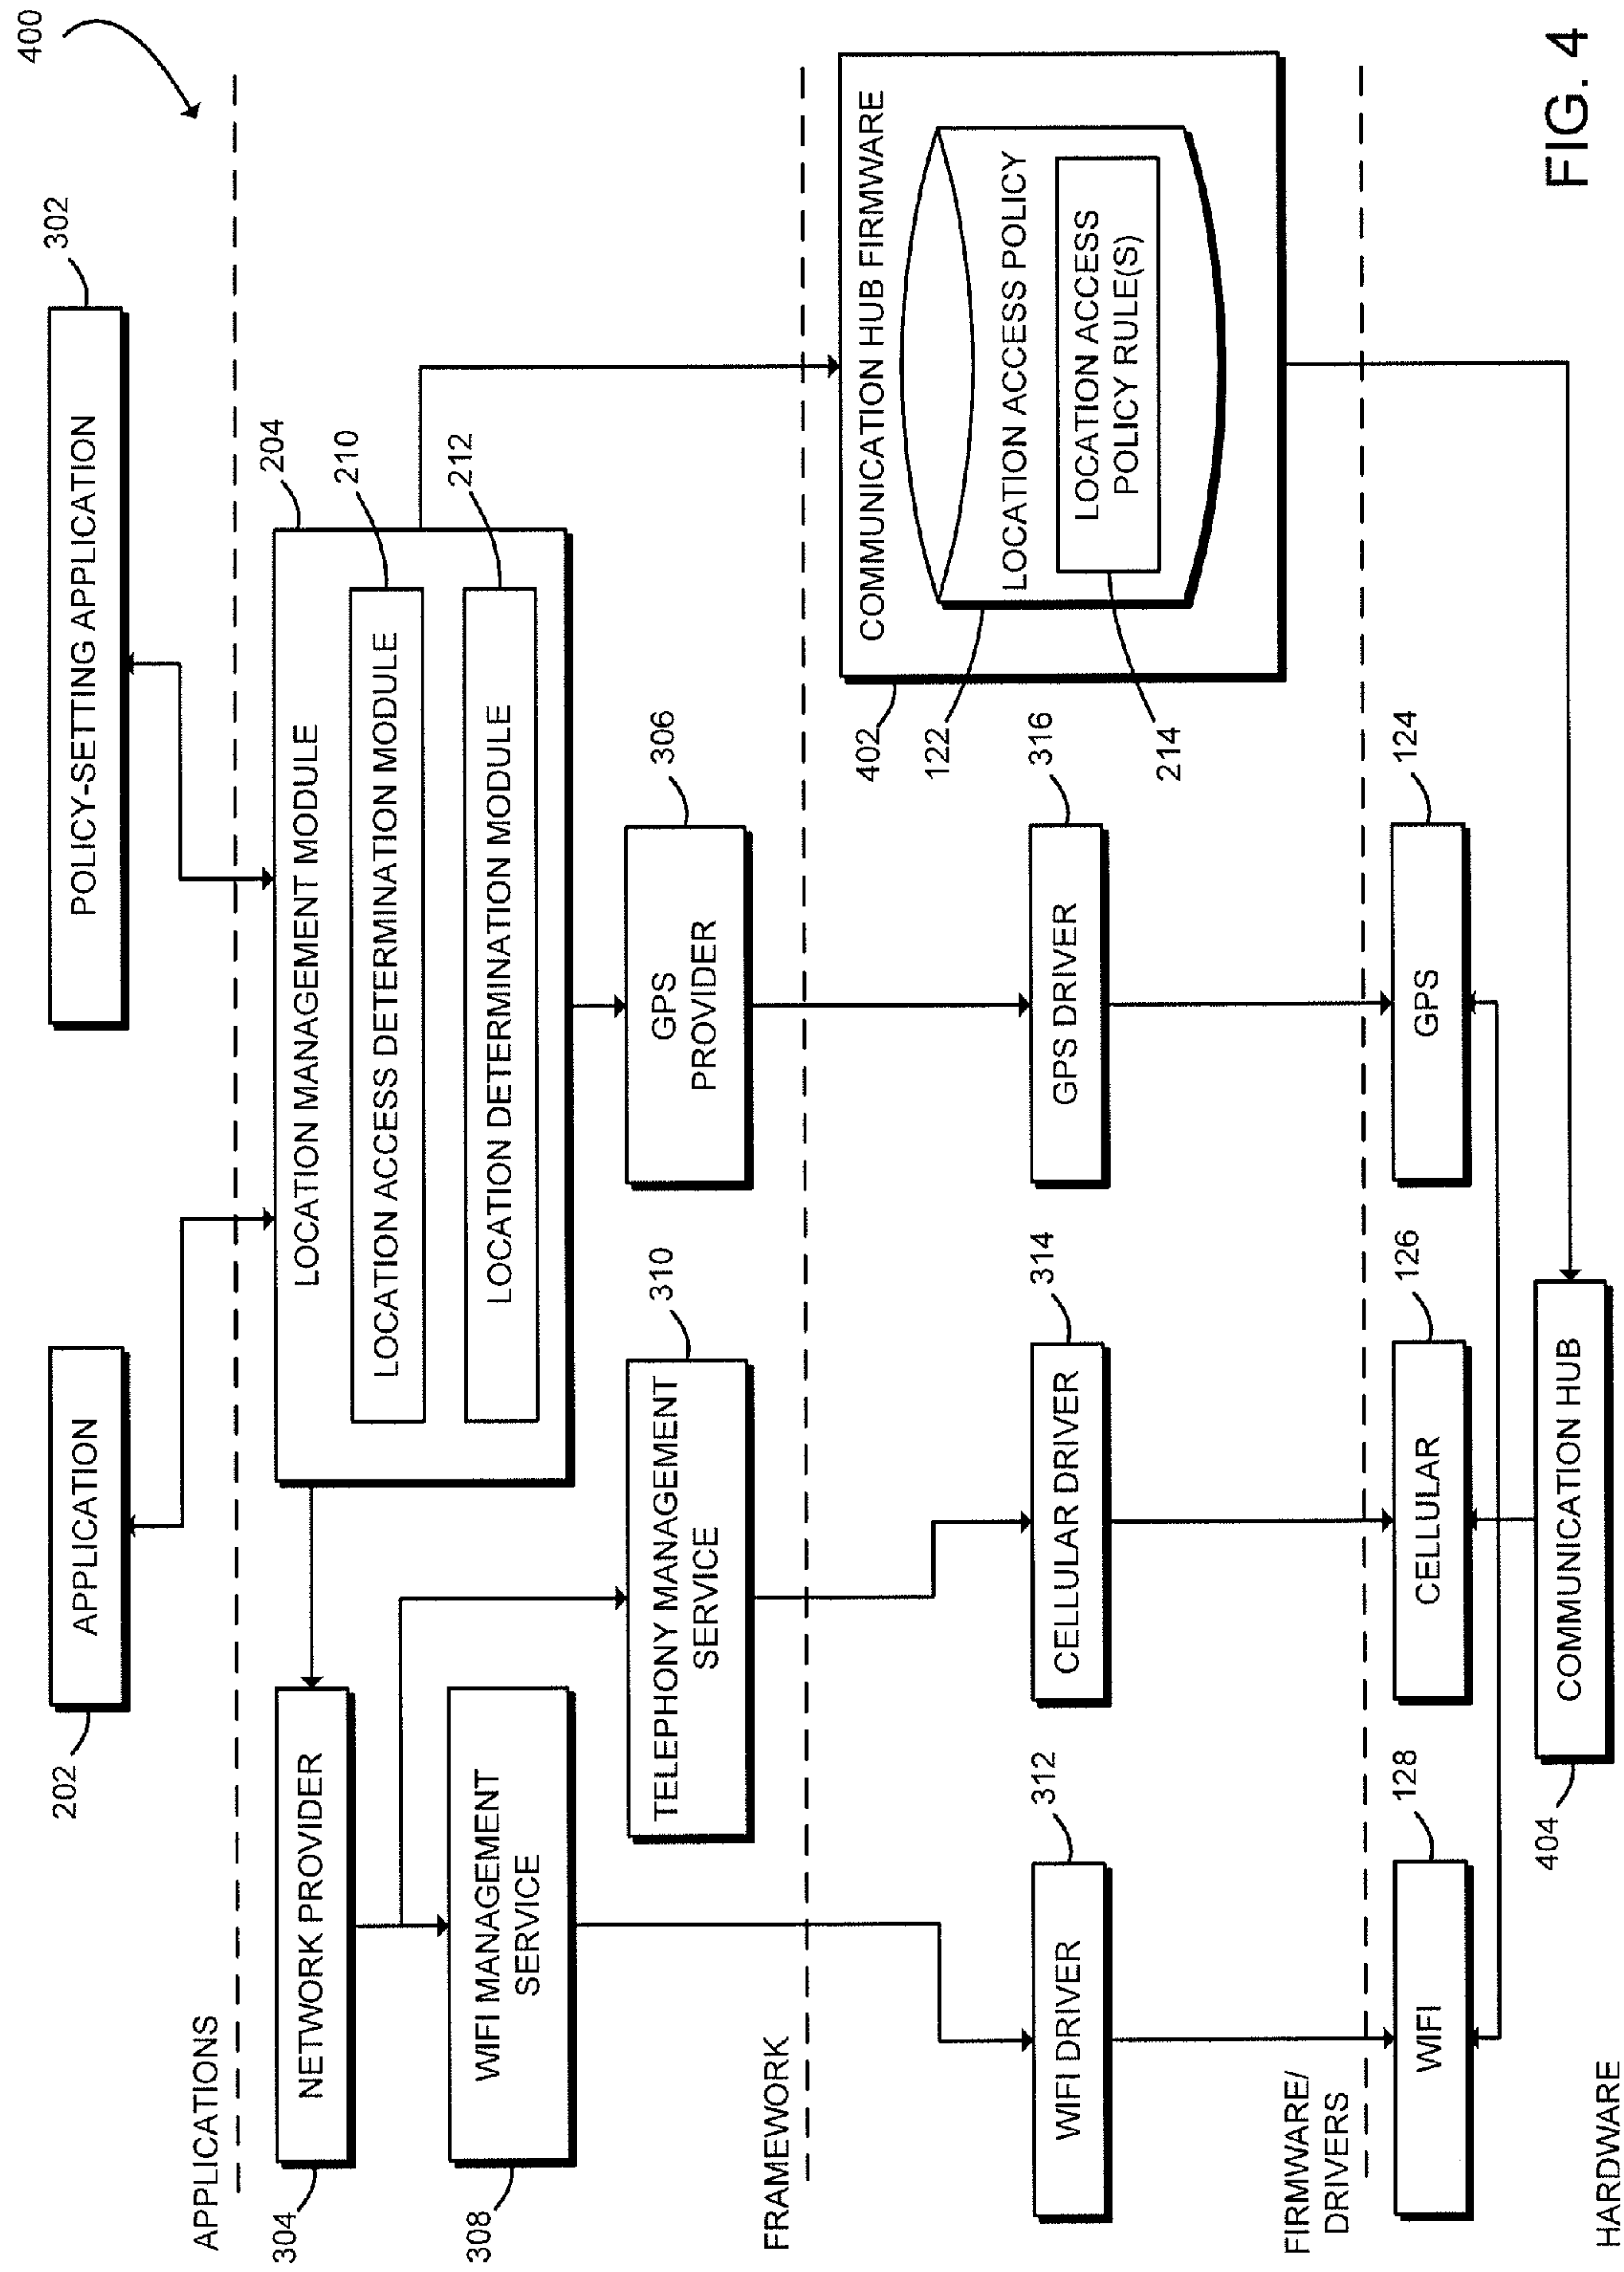 400
302
POLICY-SETTING APPLICATION
APPLICATION
202
APPLICATIONS
204
LOCATION MANAGEMENT MODULE
210
LOCATION ACCESS DETERMINATION MODULE
212
LOCATION DETERMINATION MODULE
NETWORK PROVIDER
304
WIFI MANAGEMENT
SERVICE
308
310
TELEPHONY MANAGEMENT
SERVICE
306
GPS
PROVIDER
FRAMEWORK
COMMUNICATION HUB FIRMWARE
402
LOCATION ACCESS POLICY
122
LOCATION ACCESS
POLICY RULE(S)
214
312
WIFI DRIVER
314
CELLULAR DRIVER
316
GPS DRIVER
FIRMWARE/
DRIVERS
128
WIFI
126
CELLULAR
124
GPS
COMMUNICATION HUB
404
HARDWARE
FIG. 4